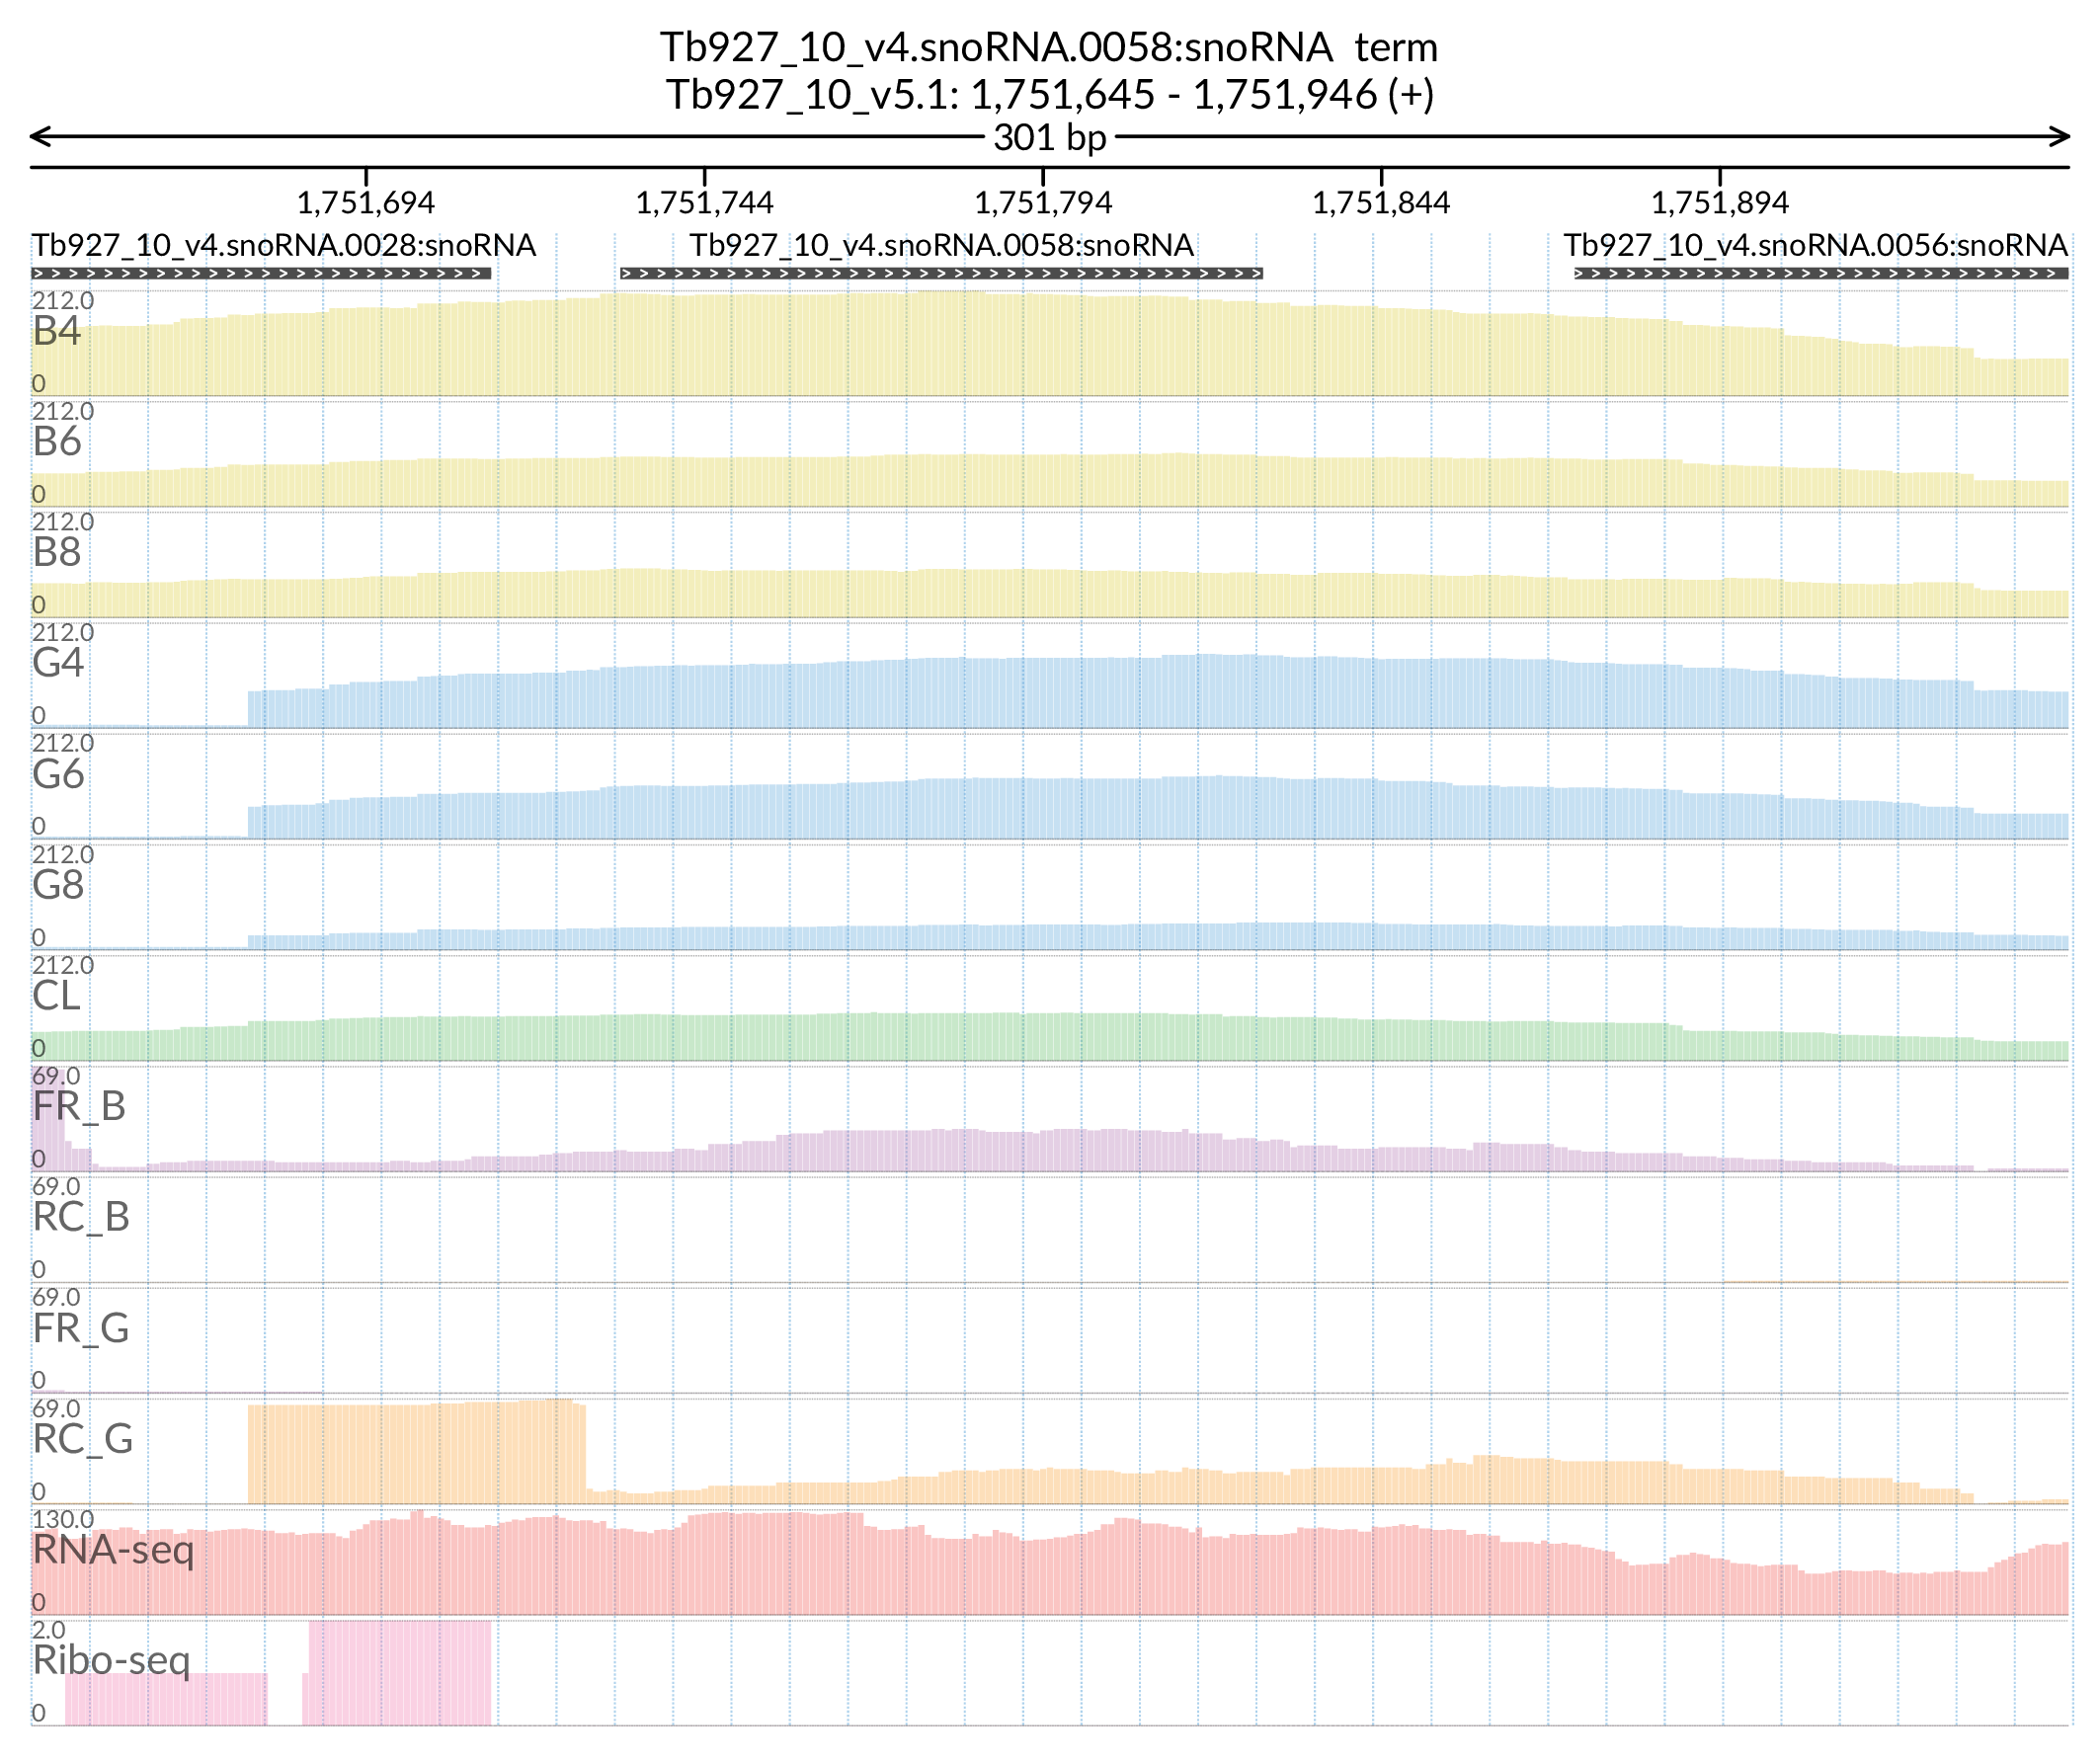 Tb927_10_v4.snoRNA.0058:snoRNA term
Tb927_10_v5.1: 1,751,645 - 1,751,946 (+)
301 bp
1,751,694 1,751,744 1,751,794 1,751,844 1,751,894
Tb927_10_v4.snoRNA.0028:snoRNA Tb927_10_v4.snoRNA.0058:snoRNA Tb927_10_v4.snoRNA.0056:snoRNA
212.0
B4
0
212.0
B6
0
212.0
B8
0
212.0
G4
0
212.0
G6
0
212.0
G8
0
212.0
CL
0
69.0
FR_B
0
69.0
RC_B
0
69.0
FR_G
0
69.0
RC_G
0
130.0
RNA-seq
0
2.0
Ribo-seq
0